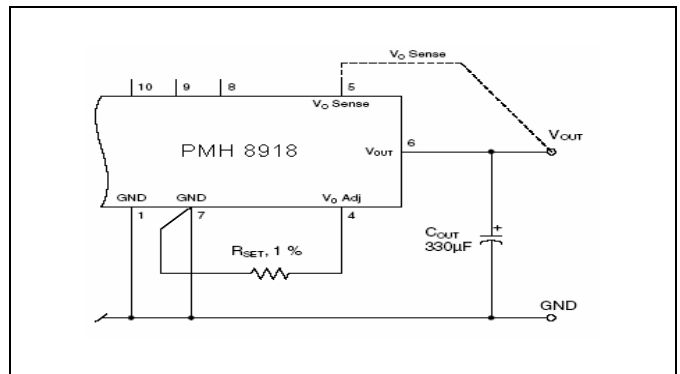 Vo Sense
10 9 8 5
Vo Sense
PMH 8918
VOUT
6
VOUT
GND GND Vo Adj
1 7 4
RSET, 1 %
COUT
+
330µF
GND